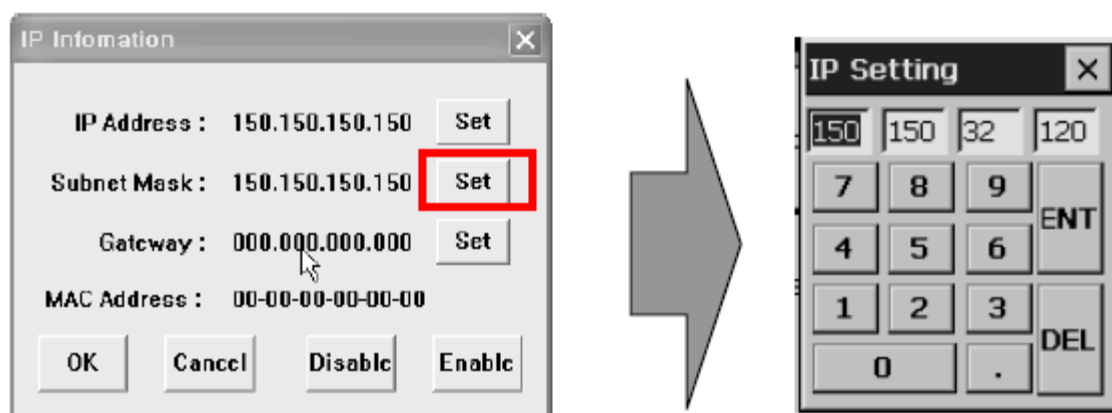 IP Infomation
IP Address : 150.150.150.150 Set
Subnet Mask : 150.150.150.150 Set
Gateway : 000.000.000.000 Set
MAC Address : 00-00-00-00-00-00
OK Cancel Disable Enable
IP Setting
150 150 32 120
7 8 9 ENT
4 5 6
1 2 3 DEL
0 .